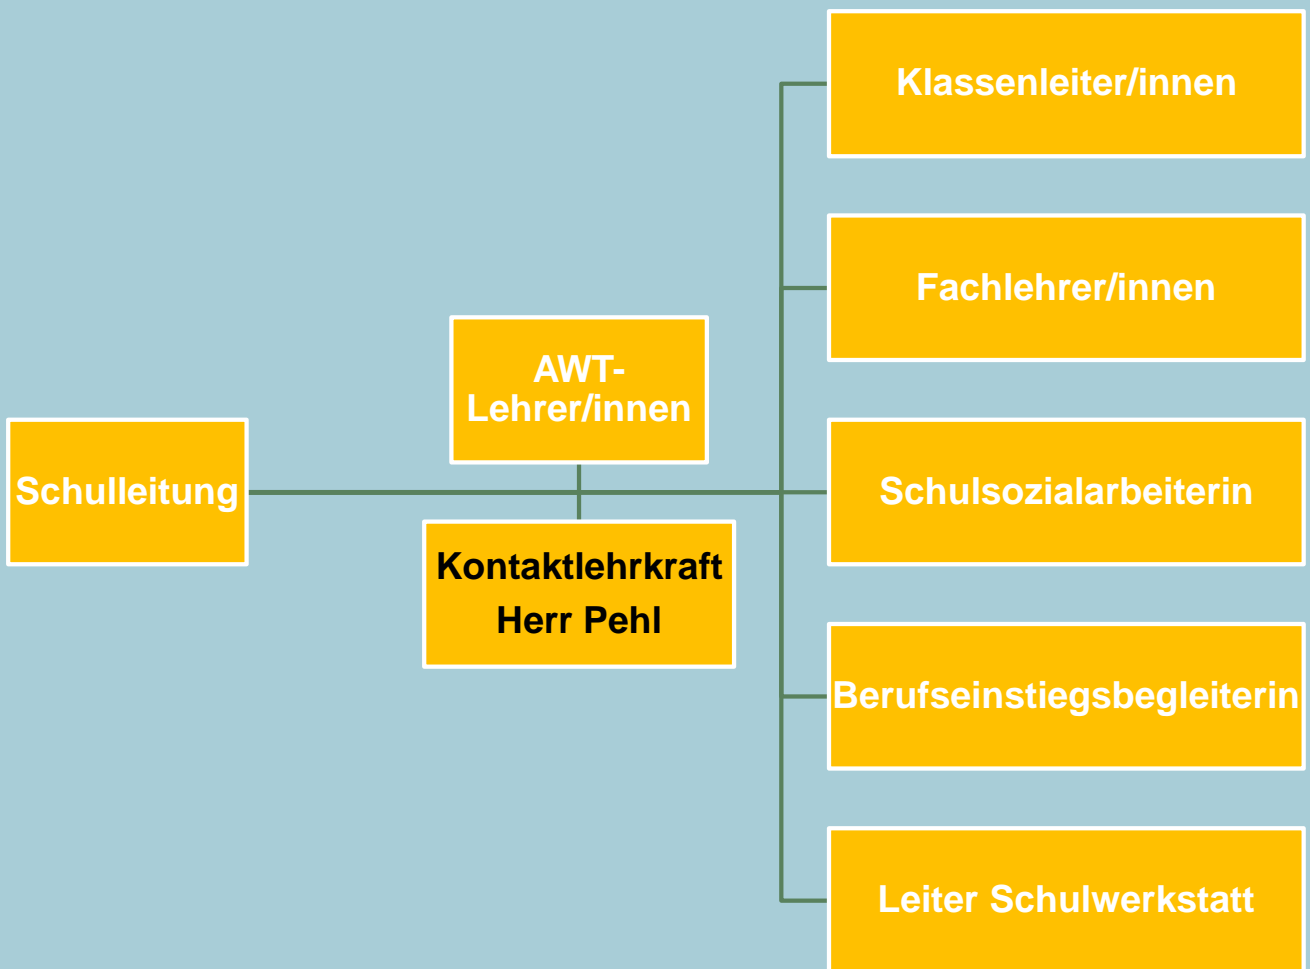 Klassenleiter/innen
Fachlehrer/innen
AWT-
Lehrer/innen
Schulleitung
Schulsozialarbeiterin
Kontaktlehrkraft
Herr Pehl
Berufseinstiegsbegleiterin
Leiter Schulwerkstatt